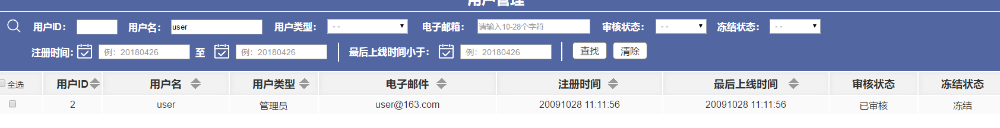 用户管理
用户ID： 用户名： user 用户类型： - - 电子邮箱： 请输入10-28个字符 审核状态： - - 冻结状态： - -
注册时间： 例：20180426 至 例：20180426 最后上线时间小于： 例：20180426 查找 清除
全选 用户ID 用户名 用户类型 电子邮件 注册时间 最后上线时间 审核状态 冻结状态
2 user 管理员 user@163.com 20091028 11:11:56 20091028 11:11:56 已审核 冻结